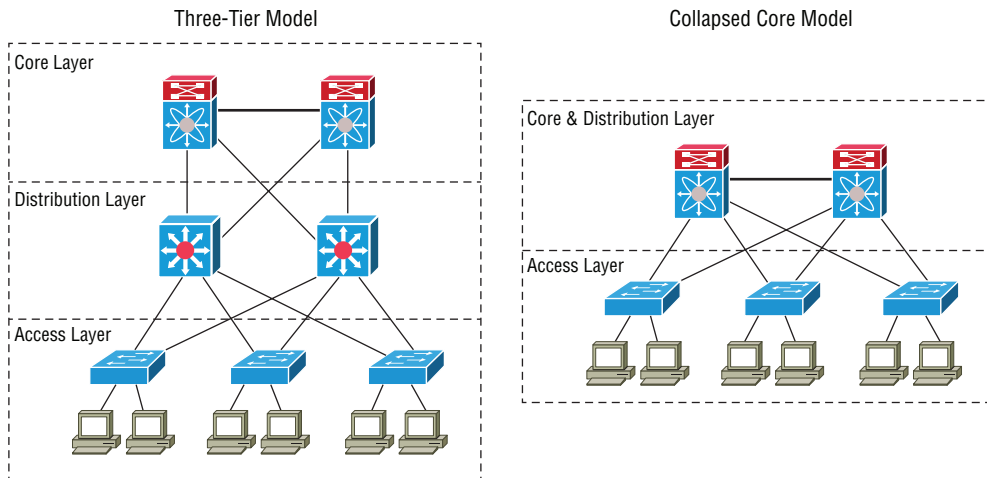 Three-Tier Model
Core Layer
Distribution Layer
Access Layer
Collapsed Core Model
Core & Distribution Layer
Access Layer